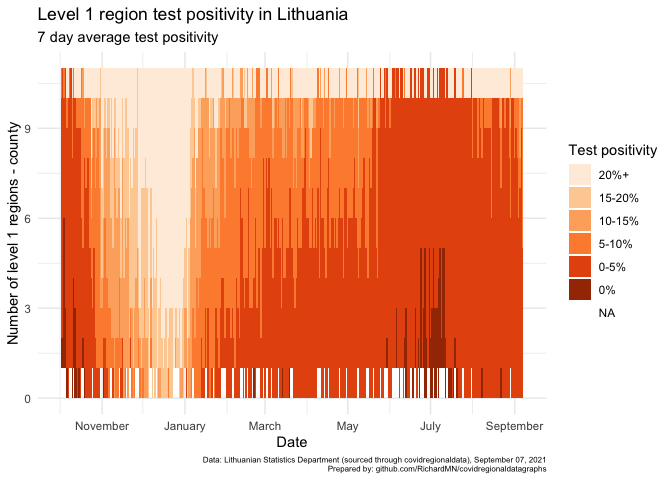 Level 1 region test positivity in Lithuania
7 day average test positivity
Number of level 1 regions - county
9
6
3
0
November
January
March
May
July
September
Date
Test positivity
20%+
15-20%
10-15%
5-10%
0-5%
0%
NA
Data: Lithuanian Statistics Department (sourced through covidregionaldata), September 07, 2021
Prepared by: github.com/RichardMN/covidregionaldatagraphs